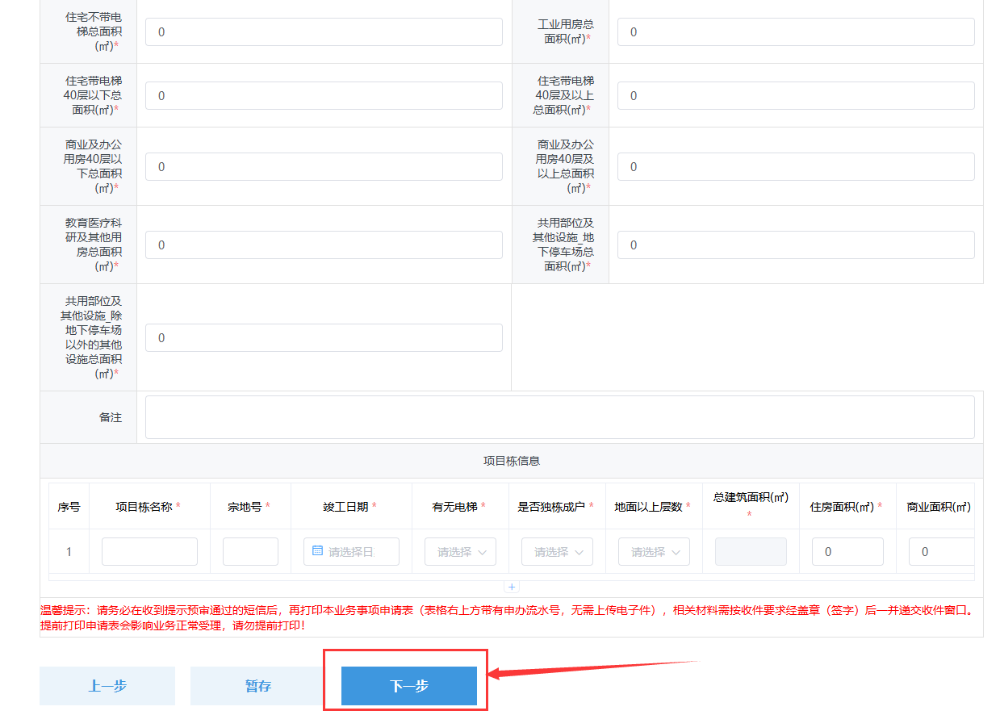 住宅不带电
梯总面积
(㎡)*
0
工业用房总
面积(㎡)*
0
住宅带电梯
40层以下总
面积(㎡)*
0
住宅带电梯
40层及以上
总面积(㎡)*
0
商业及办公
用房40层以
下总面积
(㎡)*
0
商业及办公
用房40层及
以上总面积
(㎡)*
0
教育医疗科
研及其他用
房总面积
(㎡)*
0
共用部位及
其他设施_地
下停车场总
面积(㎡)*
0
共用部位及
其他设施_除
地下停车场
以外的其他
设施总面积
(㎡)*
0
备注
项目栋信息
序号 项目栋名称 * 宗地号 * 竣工日期 * 有无电梯 * 是否独栋成户 * 地面以上层数 * 总建筑面积(㎡) * 住房面积(㎡) * 商业面积(㎡)
1 请选择日 请选择 请选择 请选择 0 0
+
温馨提示：请务必在收到提示预审通过的短信后，再打印本业务事项申请表（表格右上方带有申办流水号，无需上传电子件），相关材料需按收件要求经盖章（签字）后一并递交收件窗口。
提前打印申请表会影响业务正常受理，请勿提前打印！
上一步 暂存 下一步